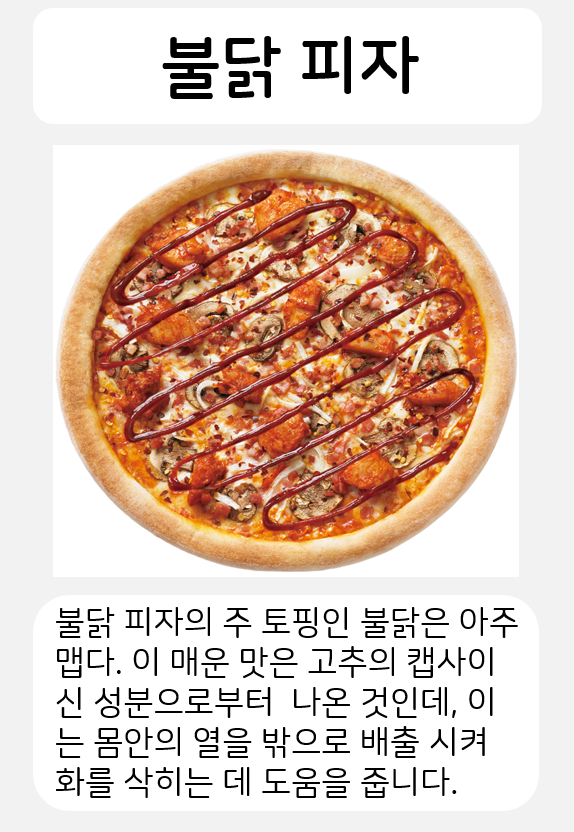 불닭 피자
불닭 피자의 주 토핑인 불닭은 아주
맵다. 이 매운 맛은 고추의 캡사이
신 성분으로부터  나온 것인데, 이
는 몸안의 열을 밖으로 배출 시켜
화를 삭히는 데 도움을 줍니다.